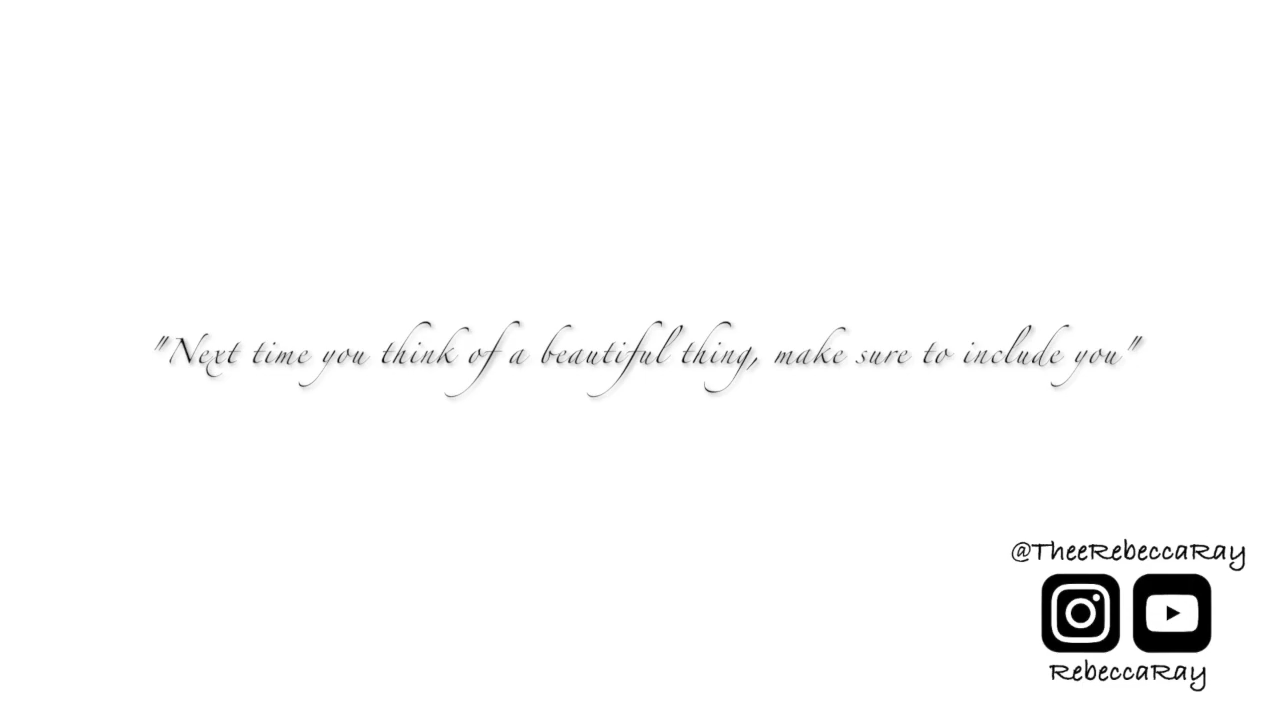 "Next time you think of a beautiful thing, make sure to include you"
@TheeRebeccaRay
RebeccaRay